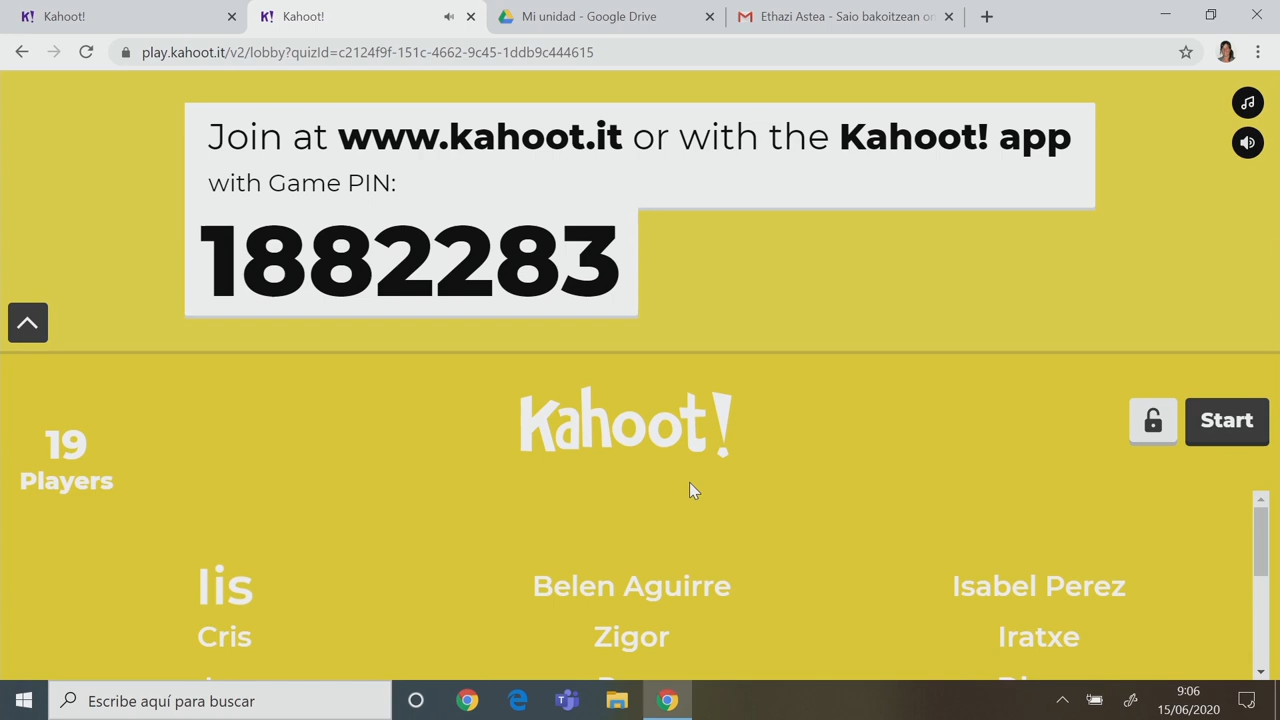 Kahoot!
Kahoot!
Mi unidad - Google Drive
Ethazi Astea - Saio bakoitzean or
play.kahoot.it/v2/lobby?quizId=c2124f9f-151c-4662-9c45-1ddb9c444615
Join at www.kahoot.it or with the Kahoot! app
with Game PIN:
1882283
Kahoot!
19
Players
Start
Iis
Belen Aguirre
Isabel Perez
Cris
Zigor
Iratxe
Escribe aquí para buscar
9:06
15/06/2020